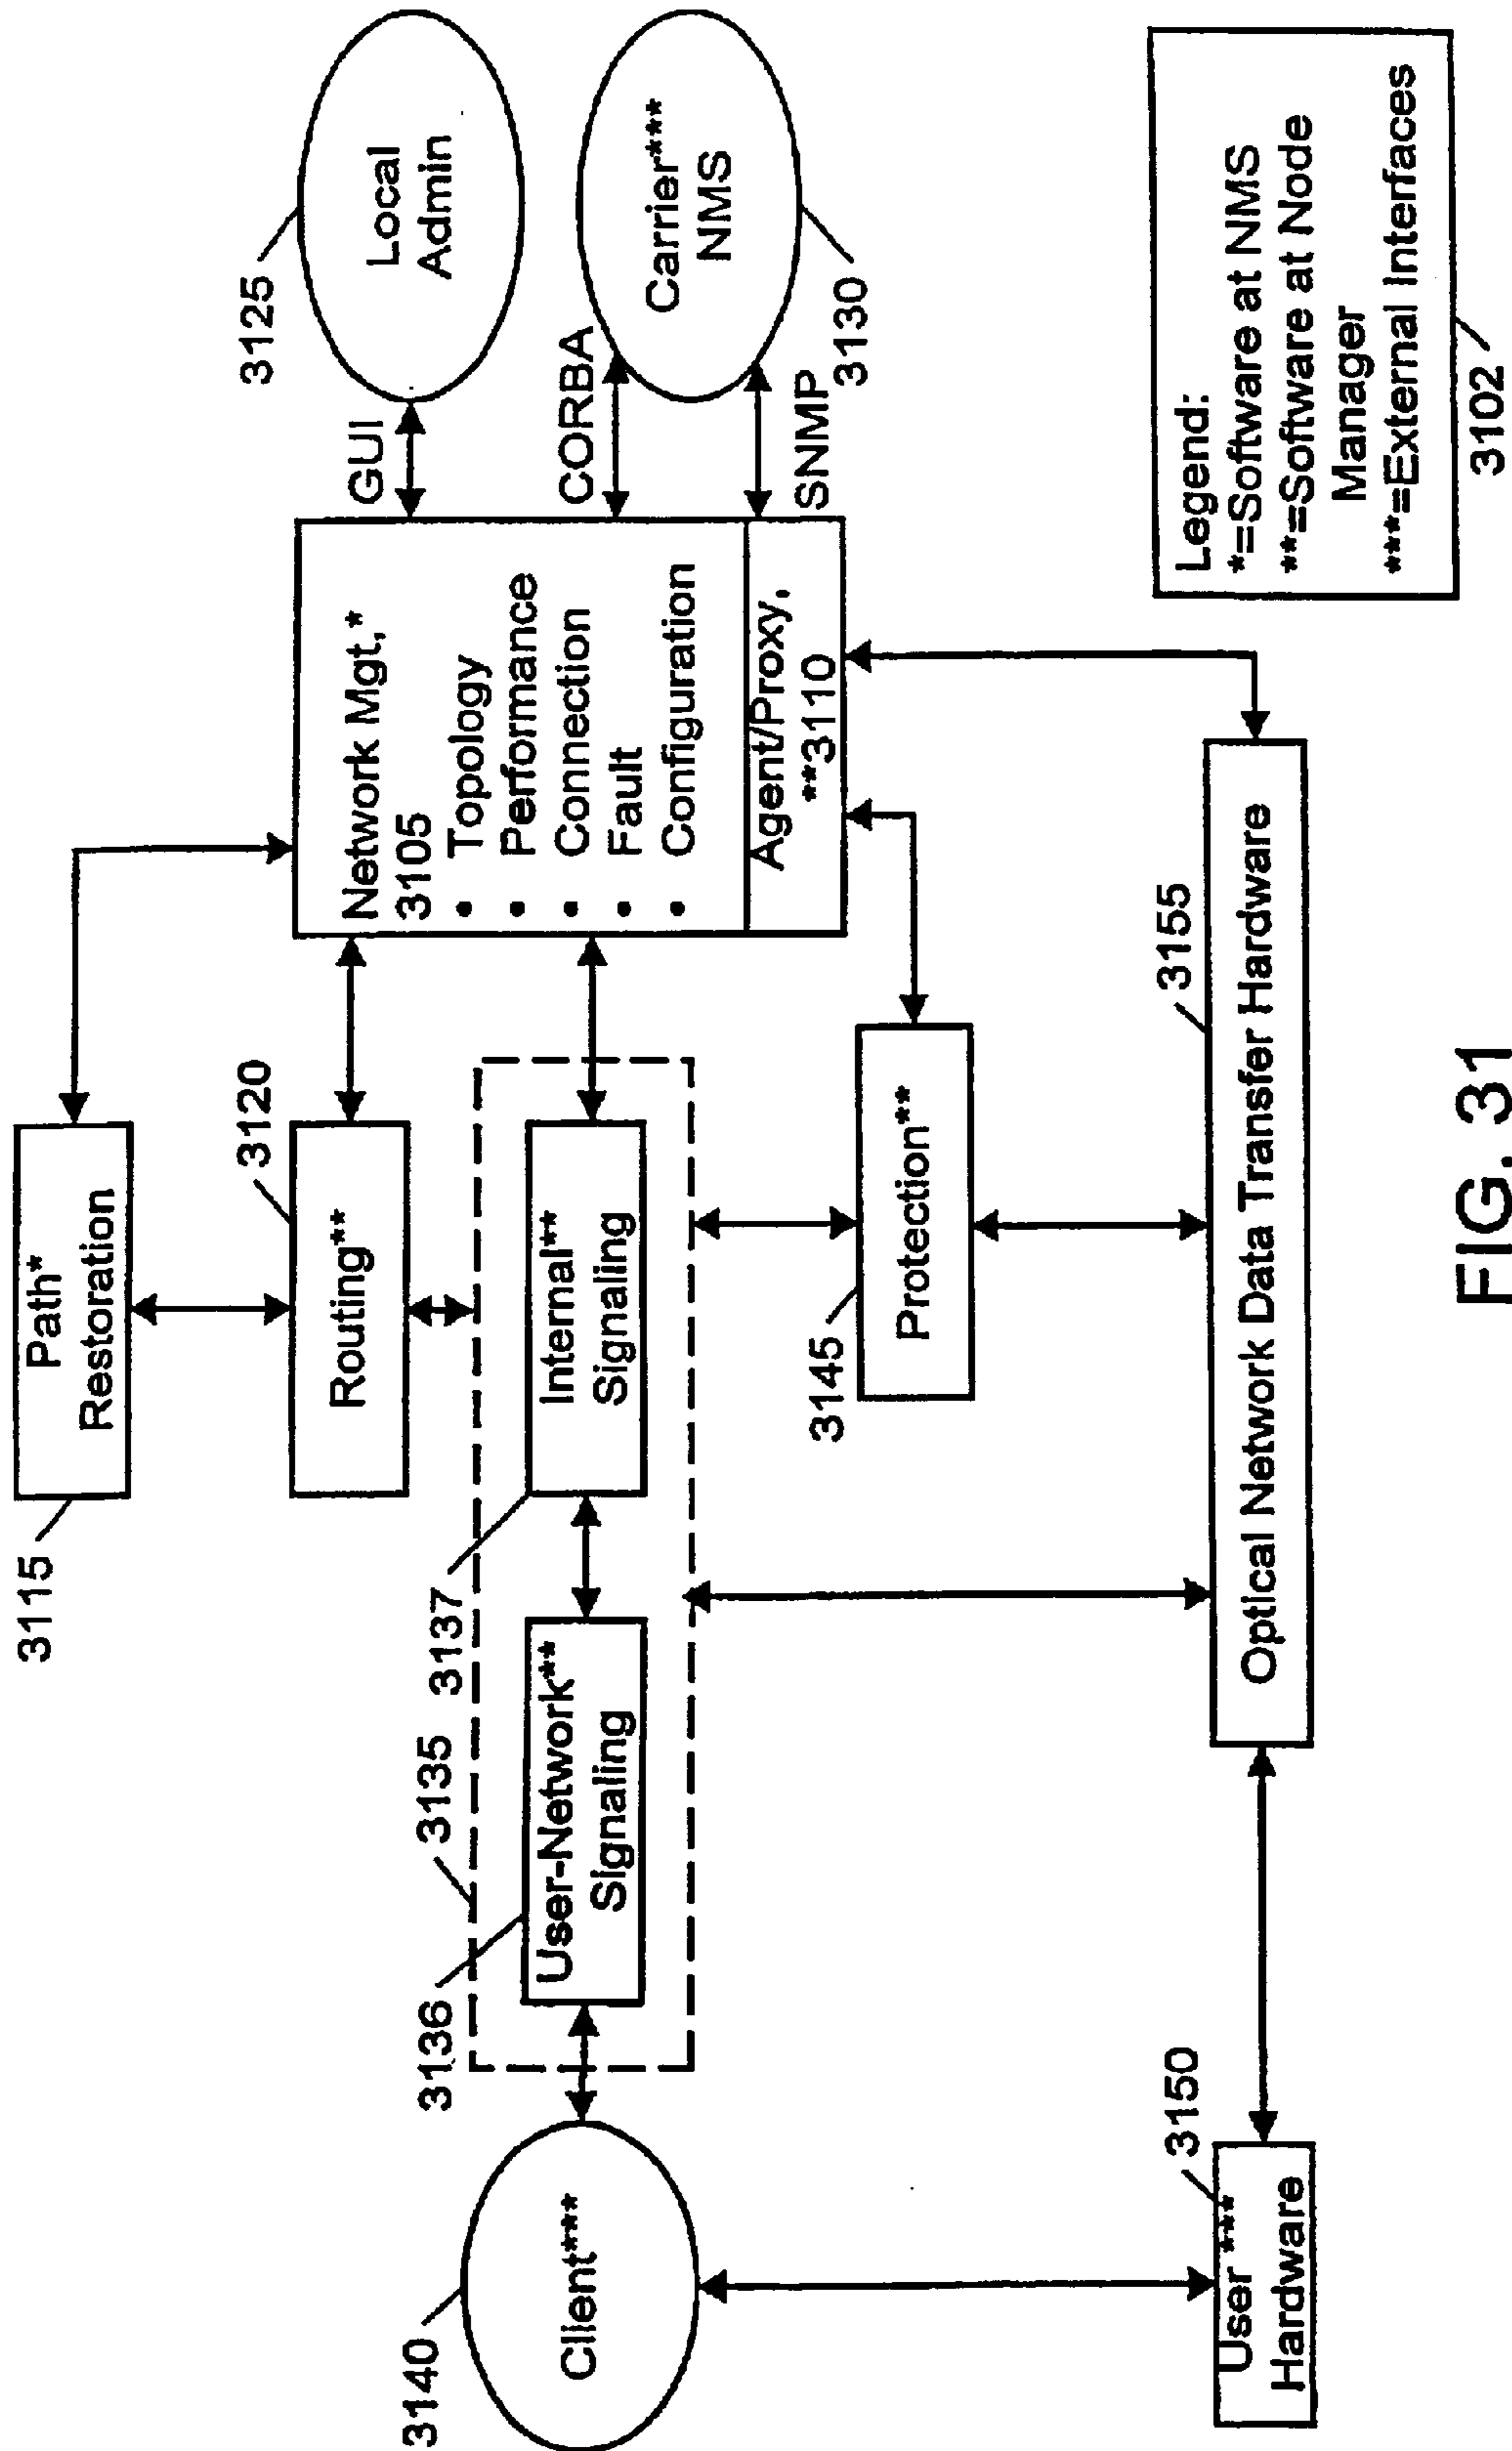 3115
Path*
Restoration
3120
Routing**
3125
Local
Admin
GUI
CORBA
Carrier***
NMS
3130
SNMP
Network Mgt,*
3105
• Topology
• Performance
• Connection
• Fault
• Configuration
Agent/Proxy,
**3110
3135
3136
User-Network**
Signaling
3137
Internal**
Signaling
3140
Client***
3145
Protection**
3150
User ***
Hardware
3155
Optical Network Data Transfer Hardware
Legend:
*=Software at NMS
**=Software at Node
Manager
***=External Interfaces
3102
FIG. 31